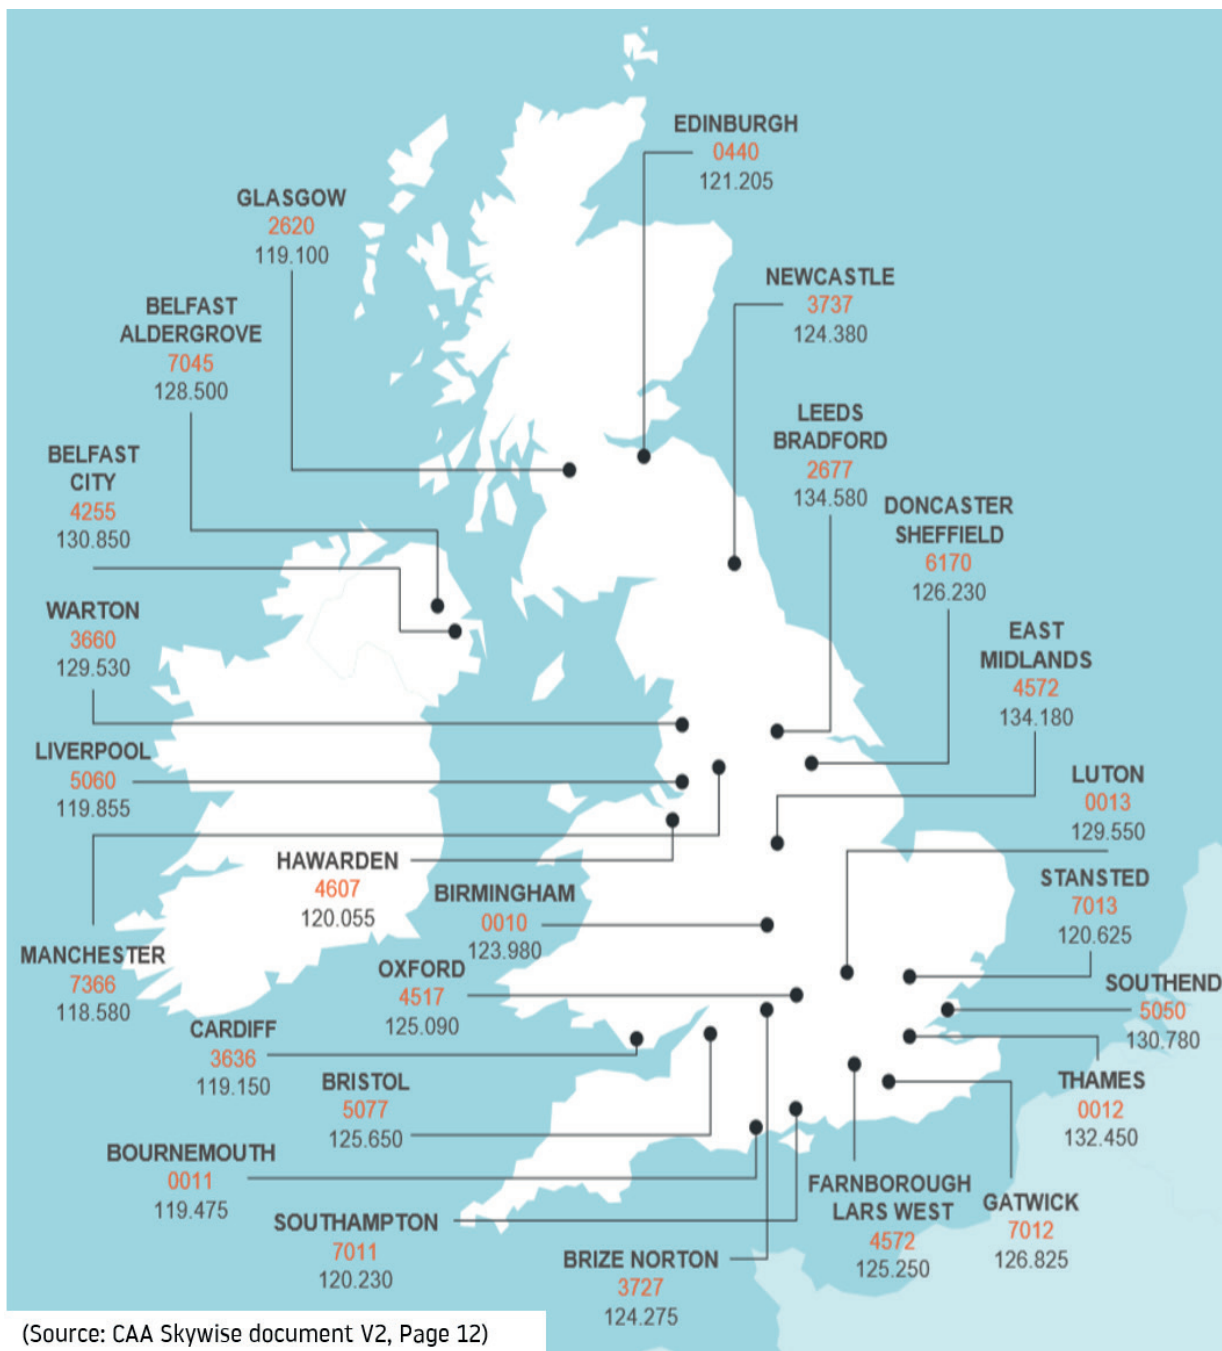 EDINBURGH
0440
121.205
GLASGOW
2620
119.100
NEWCASTLE
3737
124.380
BELFAST
ALDERGROVE
7045
128.500
LEEDS
BRADFORD
2677
134.580
BELFAST
CITY
4255
130.850
DONCASTER
SHEFFIELD
6170
126.230
WARTON
3660
129.530
EAST
MIDLANDS
4572
134.180
LIVERPOOL
5060
119.855
LUTON
0013
129.550
HAWARDEN
4607
120.055
BIRMINGHAM
0010
123.980
STANSTED
7013
120.625
MANCHESTER
7366
118.580
OXFORD
4517
125.090
SOUTHEND
5050
130.780
CARDIFF
3636
119.150
BRISTOL
5077
125.650
THAMES
0012
132.450
BOURNEMOUTH
0011
119.475
FARNBOROUGH
LARS WEST
4572
125.250
GATWICK
7012
126.825
SOUTHAMPTON
7011
120.230
BRIZE NORTON
3727
124.275
(Source: CAA Skywise document V2, Page 12)